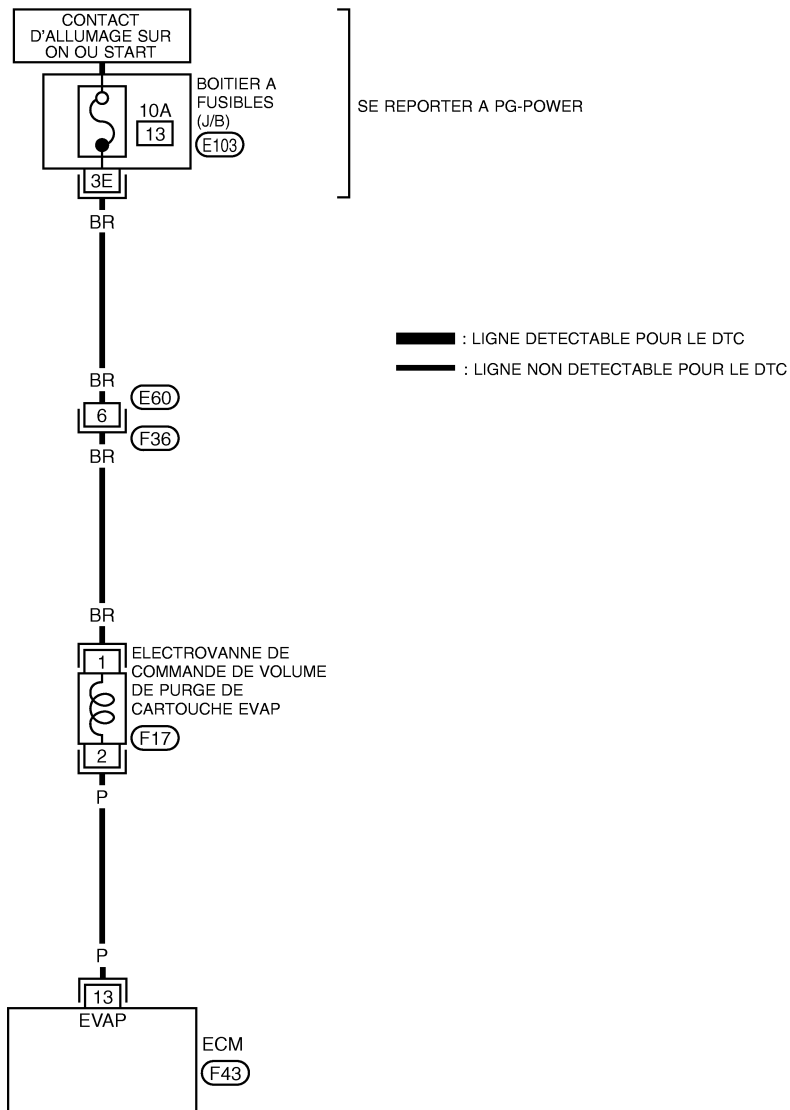 CONTACT
D'ALLUMAGE SUR
ON OU START
BOITIER A
FUSIBLES
(J/B)
E103
10A
13
SE REPORTER A PG-POWER
3E
BR
: LIGNE DETECTABLE POUR LE DTC
: LIGNE NON DETECTABLE POUR LE DTC
BR
E60
6
F36
BR
BR
1
ELECTROVANNE DE
COMMANDE DE VOLUME
DE PURGE DE
CARTOUCHE EVAP
F17
2
P
P
13
EVAP
ECM
F43